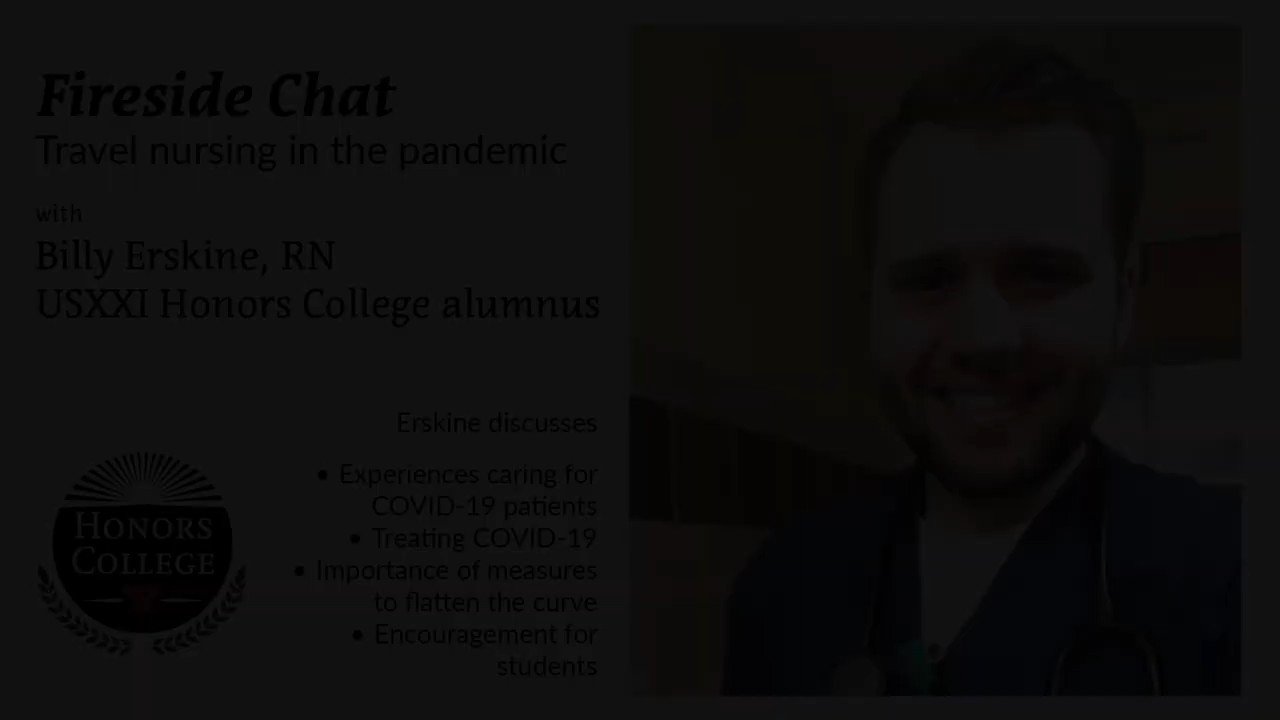 Fireside Chat
Travel nursing in the pandemic
with
Billy Erskine, RN
USXXI Honors College alumnus
Erskine discusses
• Experiences caring for
COVID-19 patients
• Treating COVID-19
• Importance of measures
to flatten the curve
• Encouragement for
students
HONORS
COLLEGE